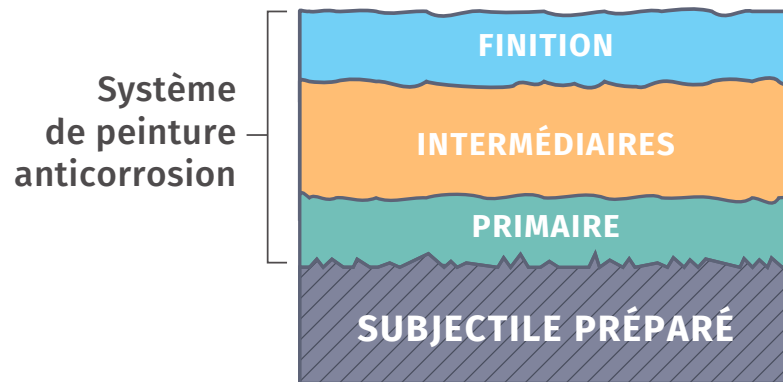 Système
de peinture
anticorrosion
FINITION
INTERMÉDIAIRES
PRIMAIRE
SUBJECTILE PRÉPARÉ